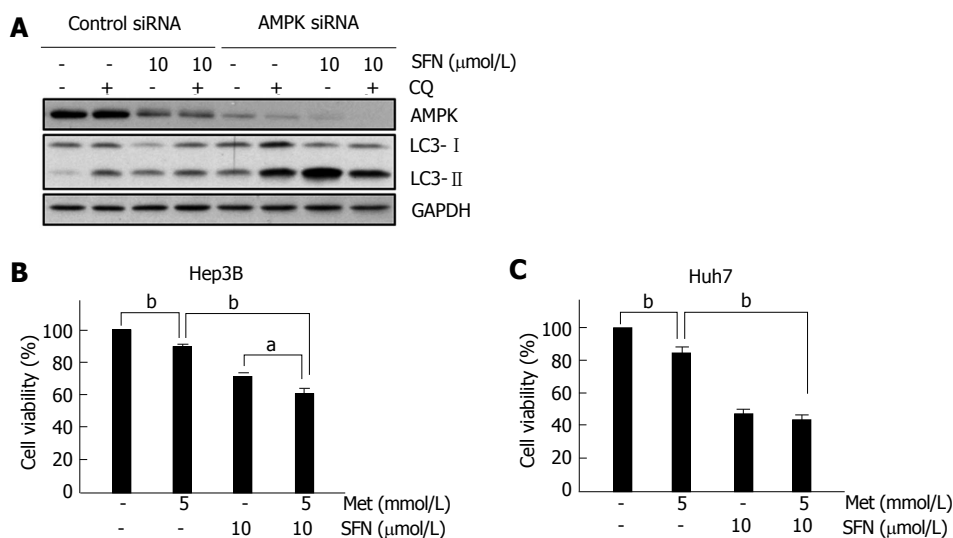 A
Control siRNA AMPK siRNA
- - 10 10 - - 10 10 SFN (μmol/L)
- + - + - + - + CQ
AMPK
LC3-Ⅰ
LC3-Ⅱ
GAPDH
B
Hep3B
b
b
a
Cell viability (%)
100
80
60
40
20
0
- 5 - 5 Met (mmol/L)
- - 10 10 SFN (μmol/L)
C
Huh7
b
b
Cell viability (%)
100
80
60
40
20
0
- 5 - 5 Met (mmol/L)
- - 10 10 SFN (μmol/L)